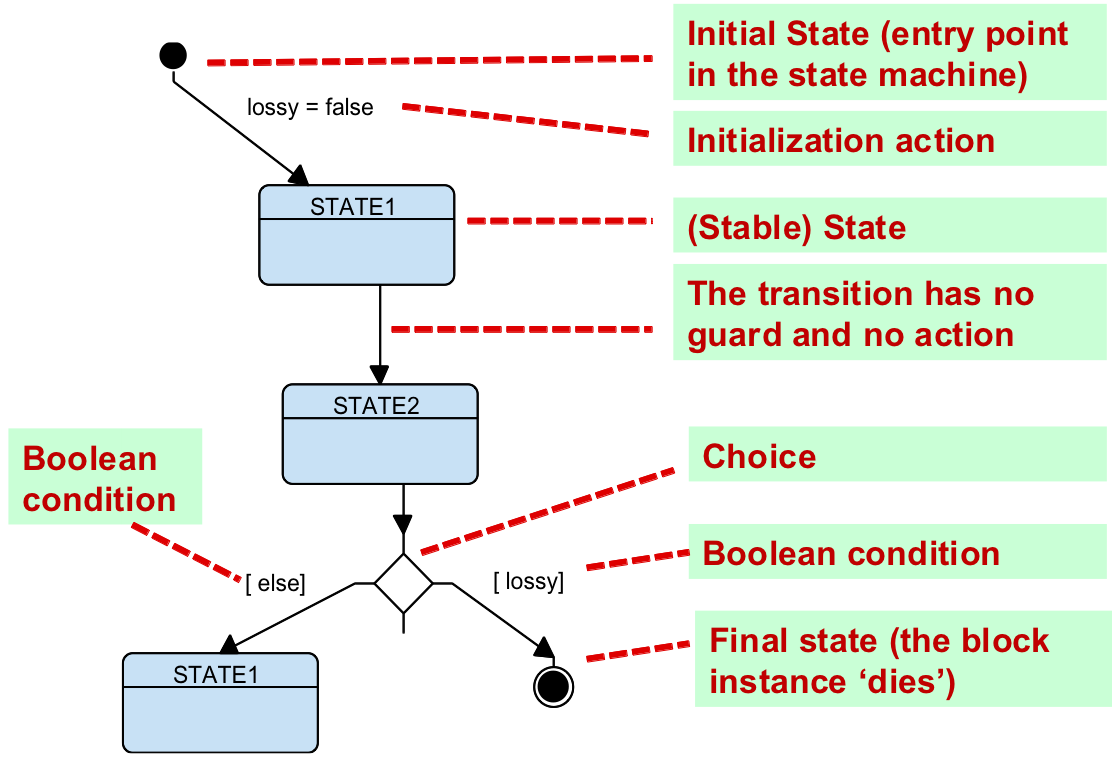 Initial State (entry point
in the state machine)
lossy = false
Initialization action
STATE1
(Stable) State
The transition has no
guard and no action
STATE2
Boolean
condition
Choice
[ else]
[ lossy]
Boolean condition
STATE1
Final state (the block
instance ‘dies’)